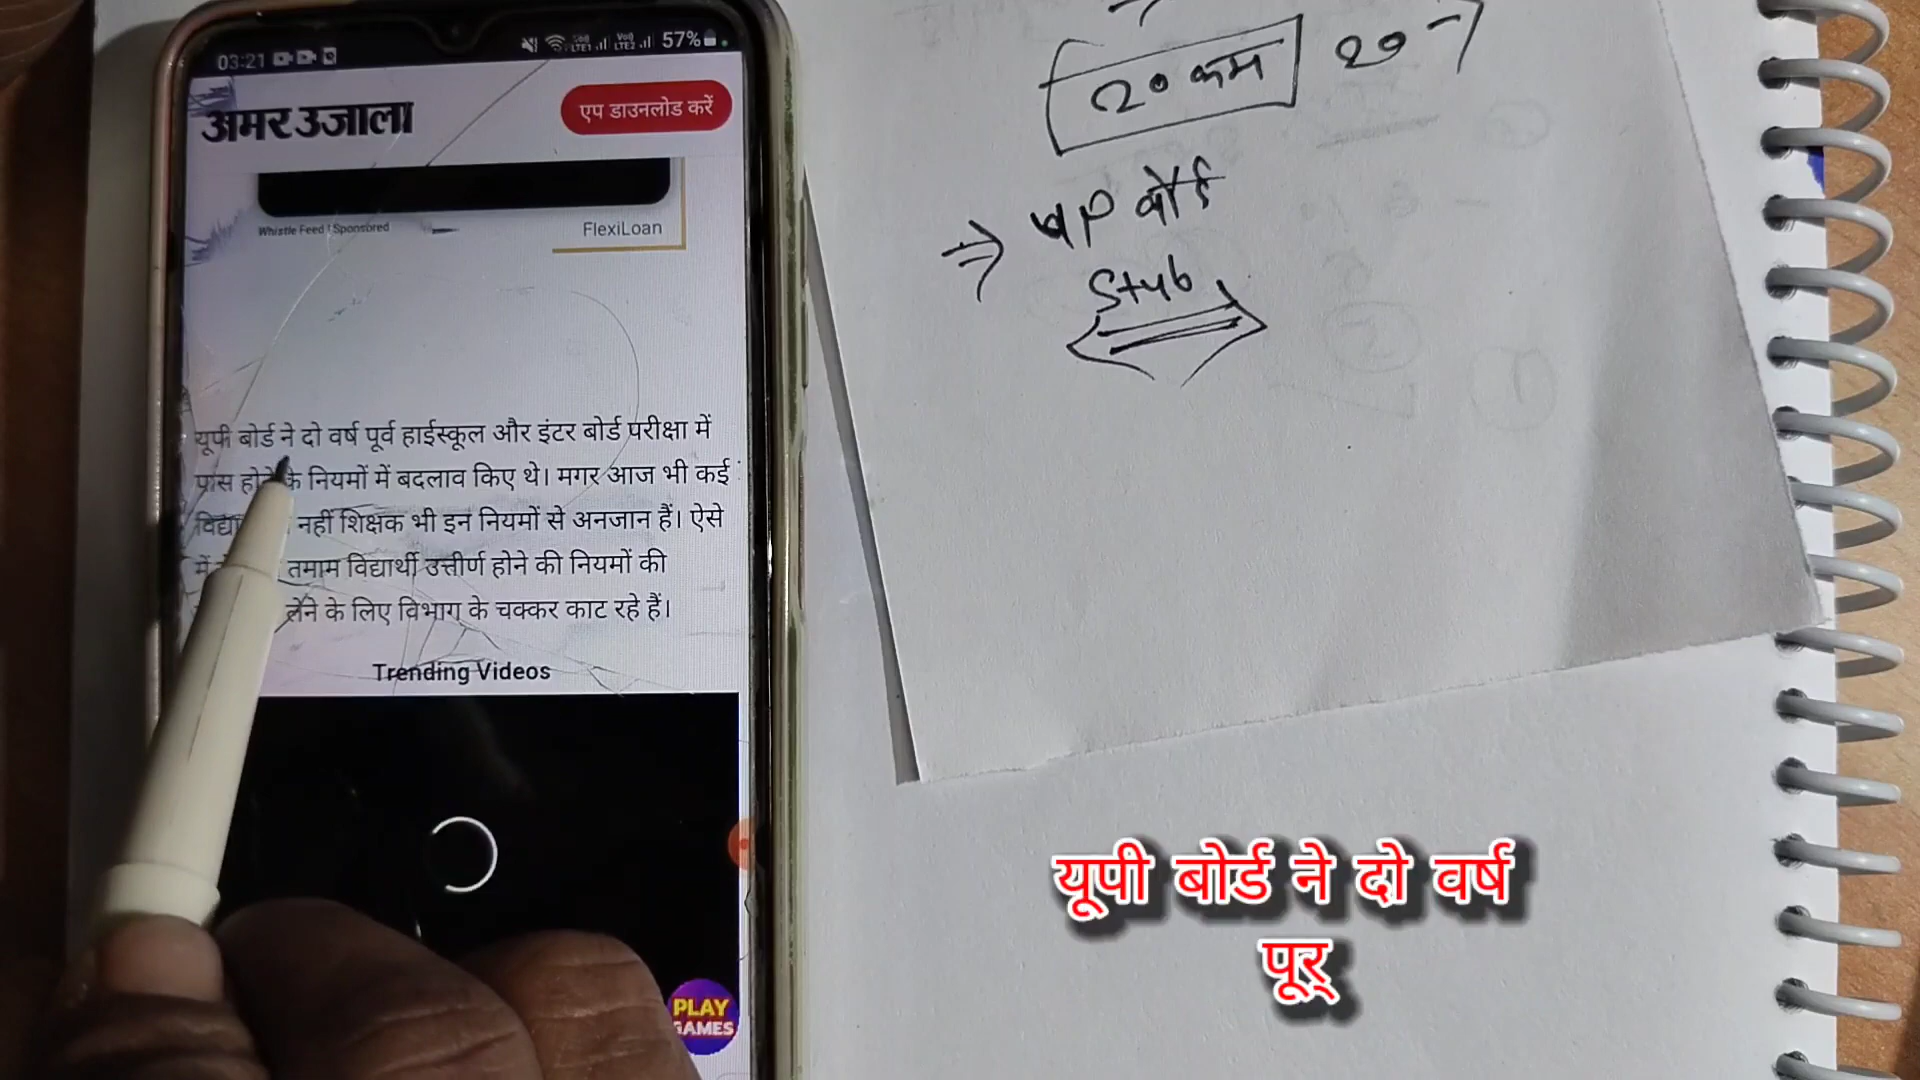 03:21
57%
अमर उजाला
एप डाउनलोड करें
Whistle Feed | Sponsored
FlexiLoan
यूपी बोर्ड ने दो वर्ष पूर्व हाईस्कूल और इंटर बोर्ड परीक्षा में
पास होने के नियमों में बदलाव किए थे। मगर आज भी कई
नहीं शिक्षक भी इन नियमों से अनजान हैं। ऐसे
में तमाम विद्यार्थी उत्तीर्ण होने की नियमों की
लेने के लिए विभाग के चक्कर काट रहे हैं।
Trending Videos
PLAY
GAMES
२० कम
⇒ UP बोर्ड
Stub
यूपी बोर्ड ने दो वर्ष
पूर्